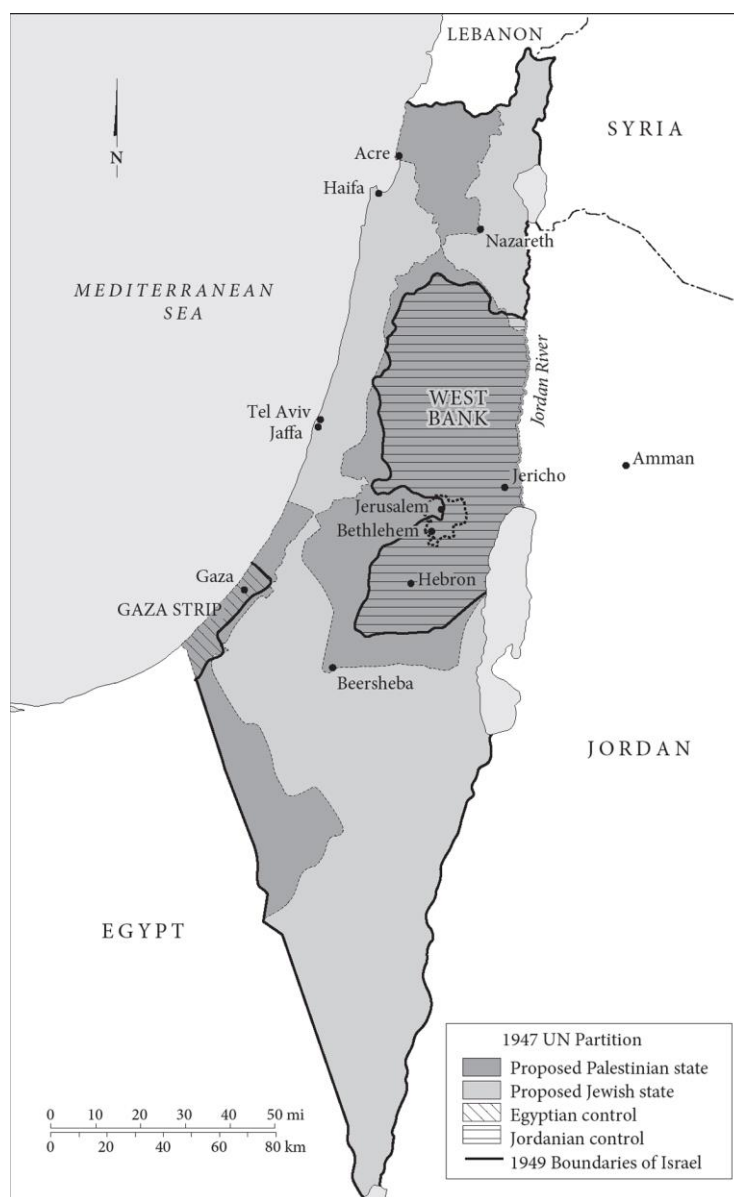 LEBANON
SYRIA
N
Acre
Haifa
Nazareth
MEDITERRANEAN
SEA
Jordan River
WEST
BANK
Tel Aviv
Jaffa
Amman
Jericho
Jerusalem
Bethlehem
Gaza
Hebron
GAZA STRIP
Beersheba
JORDAN
EGYPT
1947 UN Partition
Proposed Palestinian state
Proposed Jewish state
Egyptian control
Jordanian control
1949 Boundaries of Israel
0 10 20 30 40 50 mi
0 20 40 60 80 km